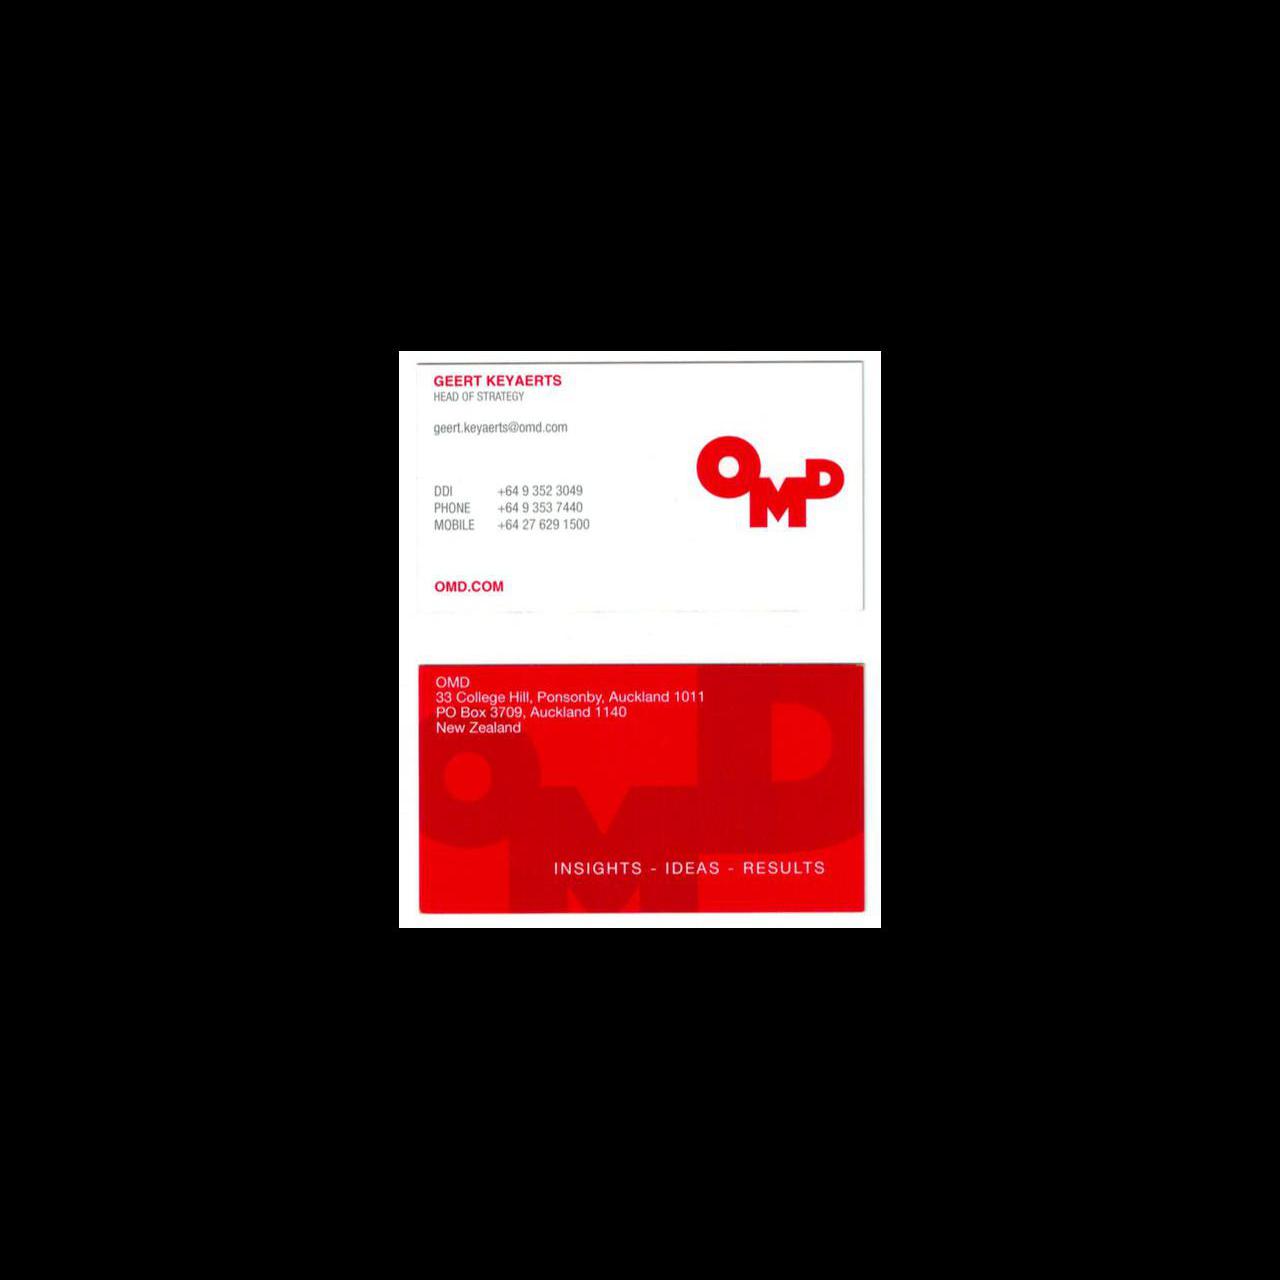 GEERT KEYAERTS
HEAD OF STRATEGY
geert.keyaerts@omd.com
DDI +64 9 352 3049
PHONE +64 9 353 7440
MOBILE +64 27 629 1500
OMD.COM
OMD
OMD
33 College Hill, Ponsonby, Auckland 1011
PO Box 3709, Auckland 1140
New Zealand
OMD
INSIGHTS - IDEAS - RESULTS